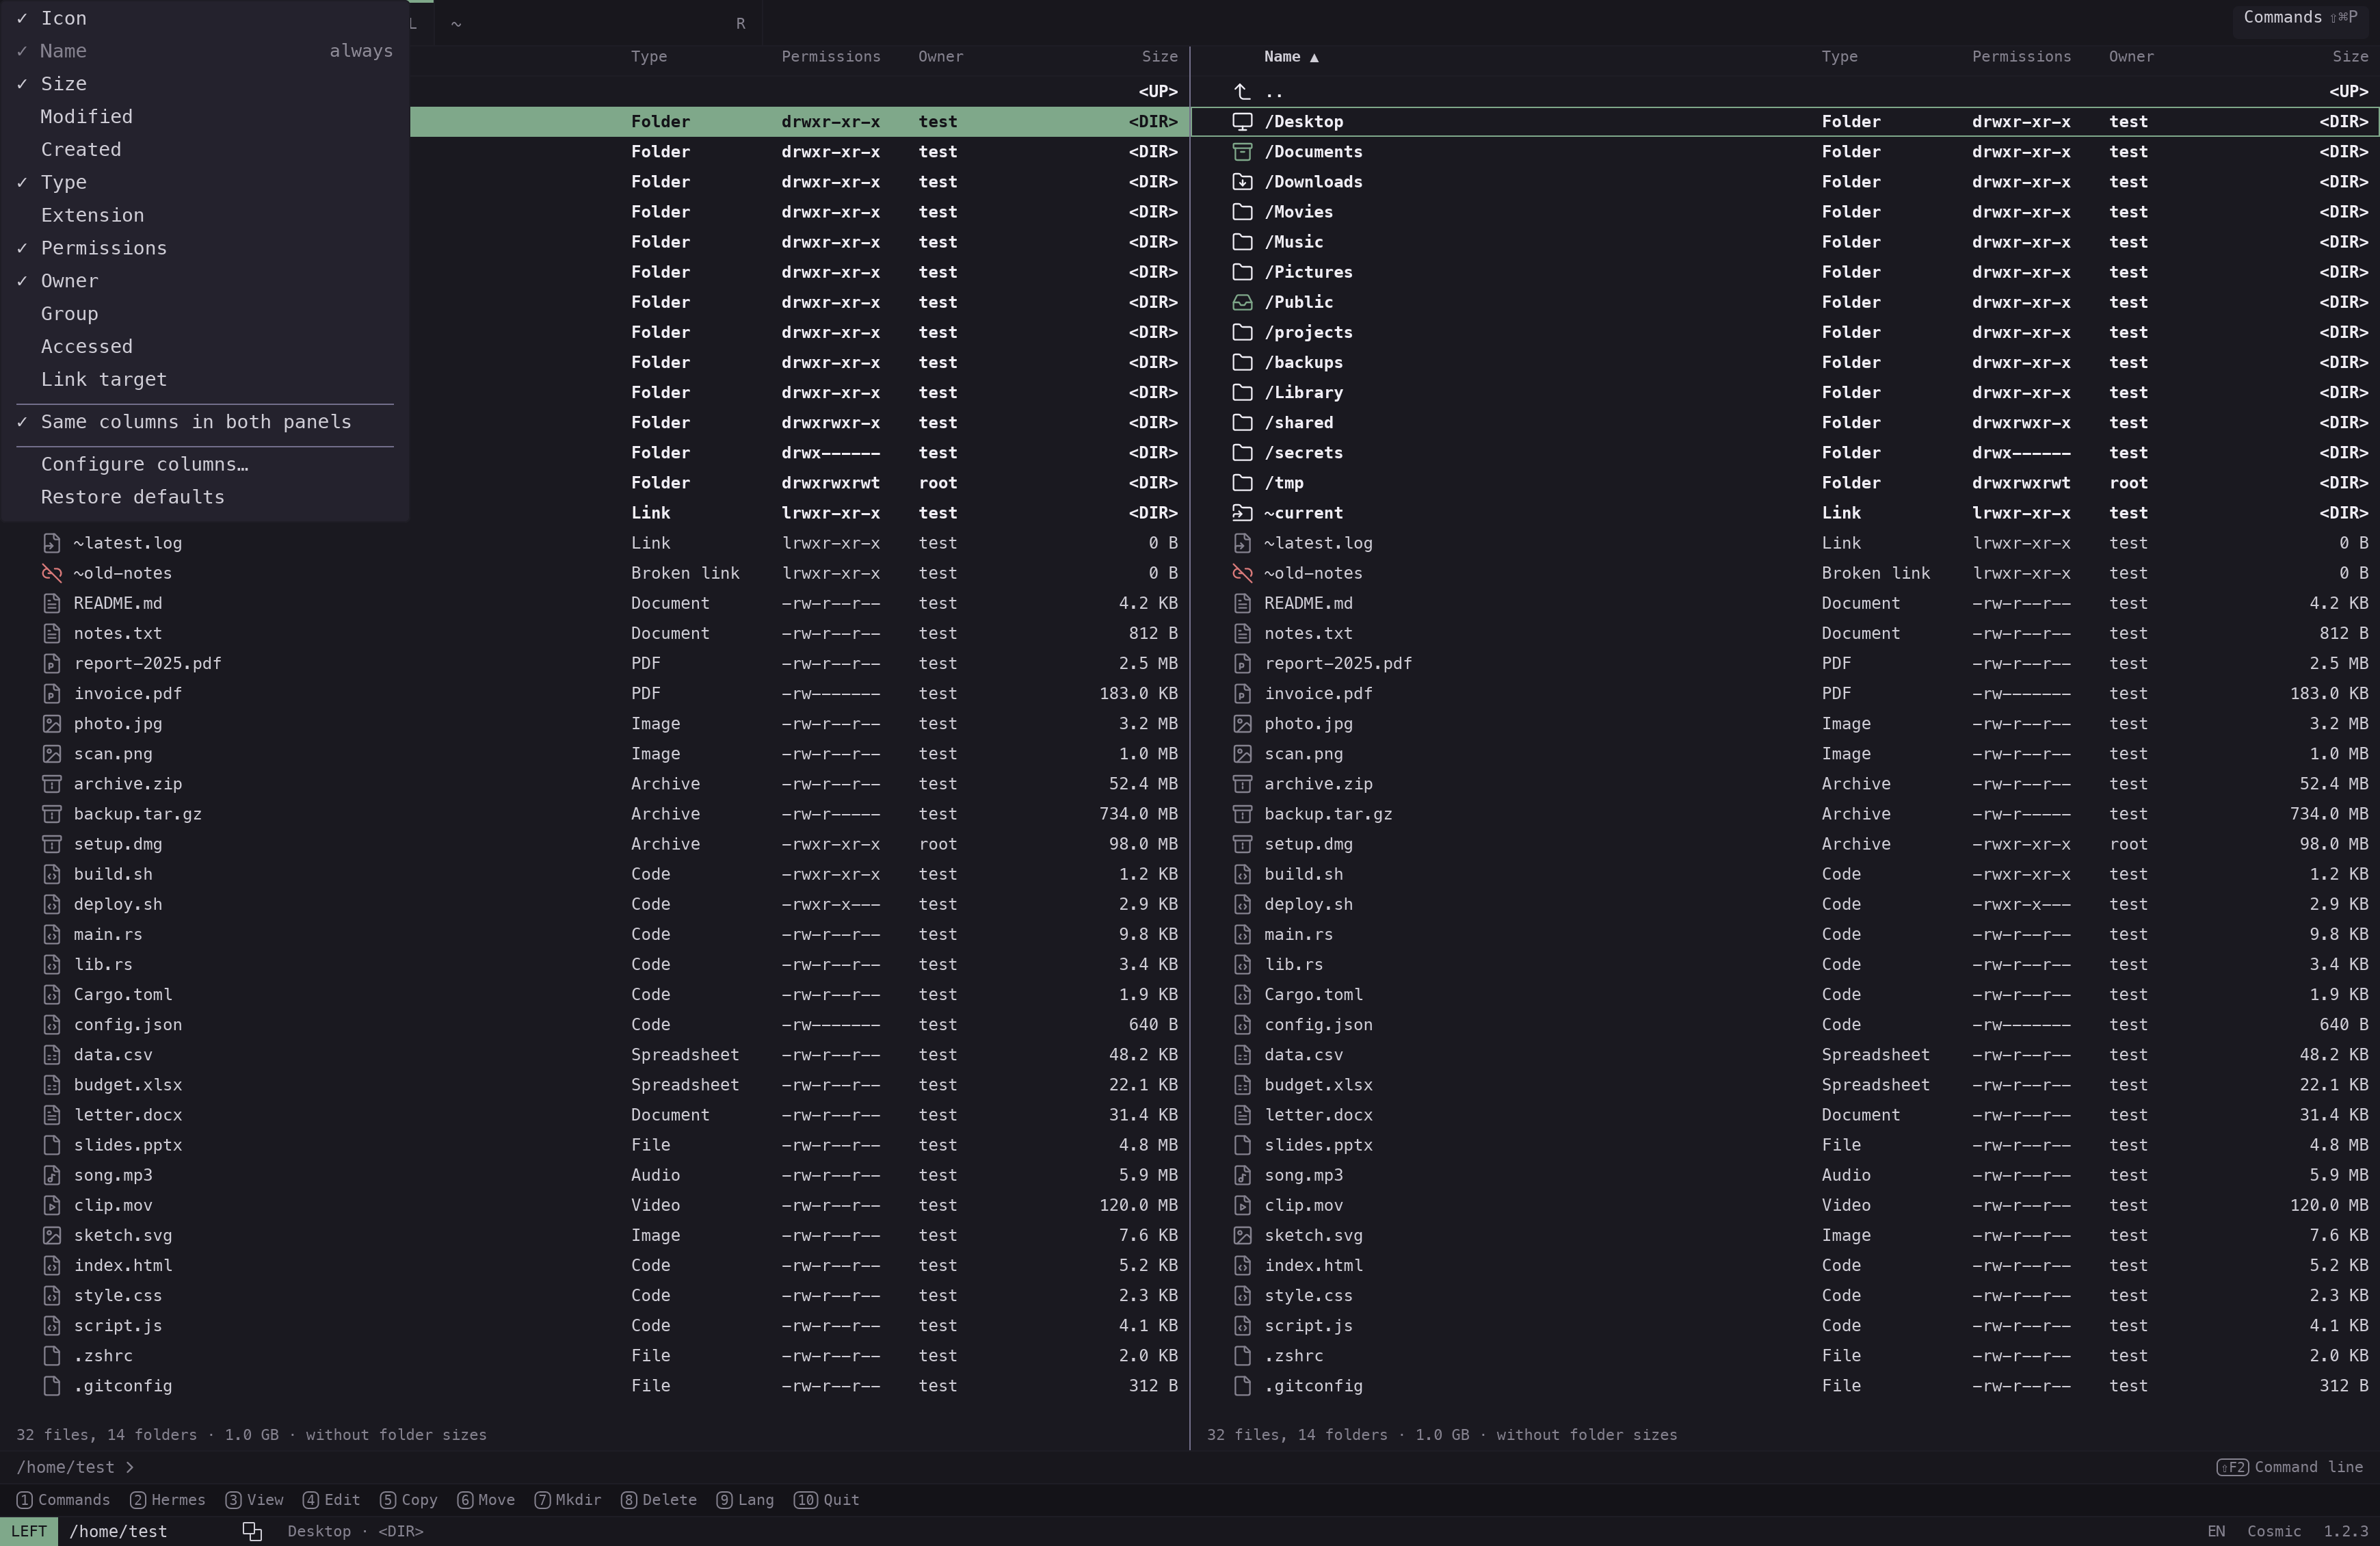 ✓ Icon
✓ Name always
✓ Size
Modified
Created
✓ Type
Extension
✓ Permissions
✓ Owner
Group
Accessed
Link target
✓ Same columns in both panels
Configure columns…
Restore defaults
L ~ R
Commands ⇧⌘P
Type Permissions Owner Size
<UP>
Folder drwxr-xr-x test <DIR>
Folder drwxr-xr-x test <DIR>
Folder drwxr-xr-x test <DIR>
Folder drwxr-xr-x test <DIR>
Folder drwxr-xr-x test <DIR>
Folder drwxr-xr-x test <DIR>
Folder drwxr-xr-x test <DIR>
Folder drwxr-xr-x test <DIR>
Folder drwxr-xr-x test <DIR>
Folder drwxr-xr-x test <DIR>
Folder drwxrwxr-x test <DIR>
Folder drwx------ test <DIR>
Folder drwxrwxrwt root <DIR>
Link lrwxr-xr-x test <DIR>
~latest.log Link lrwxr-xr-x test 0 B
~old-notes Broken link lrwxr-xr-x test 0 B
README.md Document -rw-r--r-- test 4.2 KB
notes.txt Document -rw-r--r-- test 812 B
report-2025.pdf PDF -rw-r--r-- test 2.5 MB
invoice.pdf PDF -rw------- test 183.0 KB
photo.jpg Image -rw-r--r-- test 3.2 MB
scan.png Image -rw-r--r-- test 1.0 MB
archive.zip Archive -rw-r--r-- test 52.4 MB
backup.tar.gz Archive -rw-r----- test 734.0 MB
setup.dmg Archive -rwxr-xr-x root 98.0 MB
build.sh Code -rwxr-xr-x test 1.2 KB
deploy.sh Code -rwxr-x--- test 2.9 KB
main.rs Code -rw-r--r-- test 9.8 KB
lib.rs Code -rw-r--r-- test 3.4 KB
Cargo.toml Code -rw-r--r-- test 1.9 KB
config.json Code -rw------- test 640 B
data.csv Spreadsheet -rw-r--r-- test 48.2 KB
budget.xlsx Spreadsheet -rw-r--r-- test 22.1 KB
letter.docx Document -rw-r--r-- test 31.4 KB
slides.pptx File -rw-r--r-- test 4.8 MB
song.mp3 Audio -rw-r--r-- test 5.9 MB
clip.mov Video -rw-r--r-- test 120.0 MB
sketch.svg Image -rw-r--r-- test 7.6 KB
index.html Code -rw-r--r-- test 5.2 KB
style.css Code -rw-r--r-- test 2.3 KB
script.js Code -rw-r--r-- test 4.1 KB
.zshrc File -rw-r--r-- test 2.0 KB
.gitconfig File -rw-r--r-- test 312 B
32 files, 14 folders · 1.0 GB · without folder sizes
Name ▲ Type Permissions Owner Size
.. <UP>
/Desktop Folder drwxr-xr-x test <DIR>
/Documents Folder drwxr-xr-x test <DIR>
/Downloads Folder drwxr-xr-x test <DIR>
/Movies Folder drwxr-xr-x test <DIR>
/Music Folder drwxr-xr-x test <DIR>
/Pictures Folder drwxr-xr-x test <DIR>
/Public Folder drwxr-xr-x test <DIR>
/projects Folder drwxr-xr-x test <DIR>
/backups Folder drwxr-xr-x test <DIR>
/Library Folder drwxr-xr-x test <DIR>
/shared Folder drwxrwxr-x test <DIR>
/secrets Folder drwx------ test <DIR>
/tmp Folder drwxrwxrwt root <DIR>
~current Link lrwxr-xr-x test <DIR>
~latest.log Link lrwxr-xr-x test 0 B
~old-notes Broken link lrwxr-xr-x test 0 B
README.md Document -rw-r--r-- test 4.2 KB
notes.txt Document -rw-r--r-- test 812 B
report-2025.pdf PDF -rw-r--r-- test 2.5 MB
invoice.pdf PDF -rw------- test 183.0 KB
photo.jpg Image -rw-r--r-- test 3.2 MB
scan.png Image -rw-r--r-- test 1.0 MB
archive.zip Archive -rw-r--r-- test 52.4 MB
backup.tar.gz Archive -rw-r----- test 734.0 MB
setup.dmg Archive -rwxr-xr-x root 98.0 MB
build.sh Code -rwxr-xr-x test 1.2 KB
deploy.sh Code -rwxr-x--- test 2.9 KB
main.rs Code -rw-r--r-- test 9.8 KB
lib.rs Code -rw-r--r-- test 3.4 KB
Cargo.toml Code -rw-r--r-- test 1.9 KB
config.json Code -rw------- test 640 B
data.csv Spreadsheet -rw-r--r-- test 48.2 KB
budget.xlsx Spreadsheet -rw-r--r-- test 22.1 KB
letter.docx Document -rw-r--r-- test 31.4 KB
slides.pptx File -rw-r--r-- test 4.8 MB
song.mp3 Audio -rw-r--r-- test 5.9 MB
clip.mov Video -rw-r--r-- test 120.0 MB
sketch.svg Image -rw-r--r-- test 7.6 KB
index.html Code -rw-r--r-- test 5.2 KB
style.css Code -rw-r--r-- test 2.3 KB
script.js Code -rw-r--r-- test 4.1 KB
.zshrc File -rw-r--r-- test 2.0 KB
.gitconfig File -rw-r--r-- test 312 B
32 files, 14 folders · 1.0 GB · without folder sizes
/home/test > ⇧F2 Command line
1 Commands 2 Hermes 3 View 4 Edit 5 Copy 6 Move 7 Mkdir 8 Delete 9 Lang 10 Quit
LEFT /home/test Desktop · <DIR> EN Cosmic 1.2.3